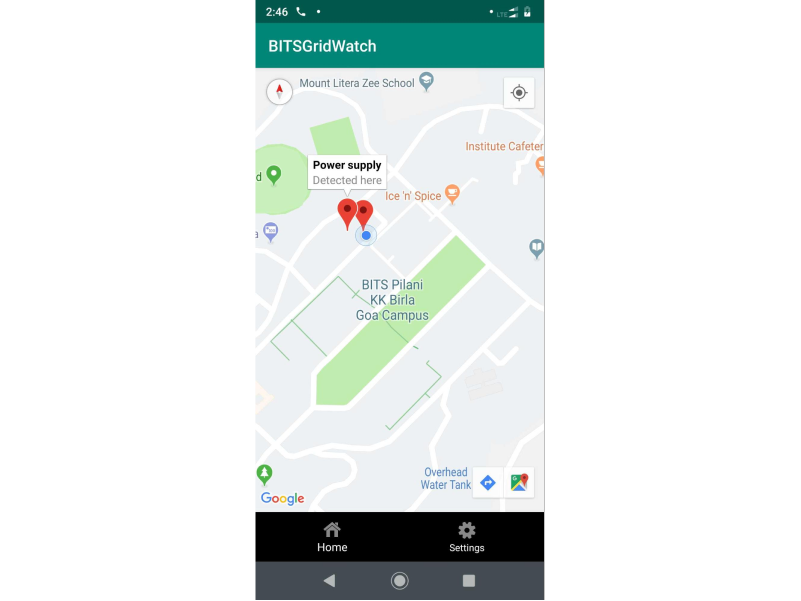 2:46
LTE
BITSGridWatch
Mount Litera Zee School
Institute Cafeter
d
Power supply
Detected here
Ice 'n' Spice
a
BITS Pilani
KK Birla
Goa Campus
Overhead
Water Tank
Google
Home
Settings